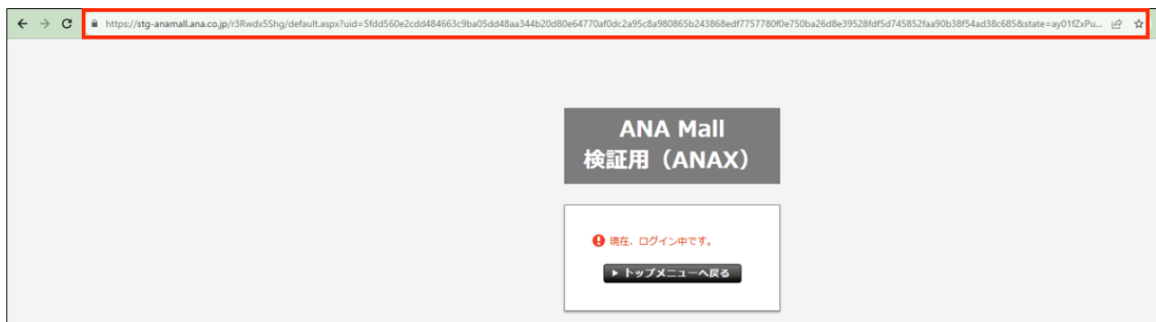 https://stg-anamall.ana.co.jp/r3Rwdx5Shg/default.aspx?uid=5fdd560e2cdd484663c9ba05dd48aa344b20d80e64770af0dc2a95c8a980865b243868edf7757780f0e750ba26d8e39528fdf5d745852faa90b38f54ad38c685&state=ay01fZxPu...
ANA Mall
検証用（ANAX）
現在、ログイン中です。
トップメニューへ戻る